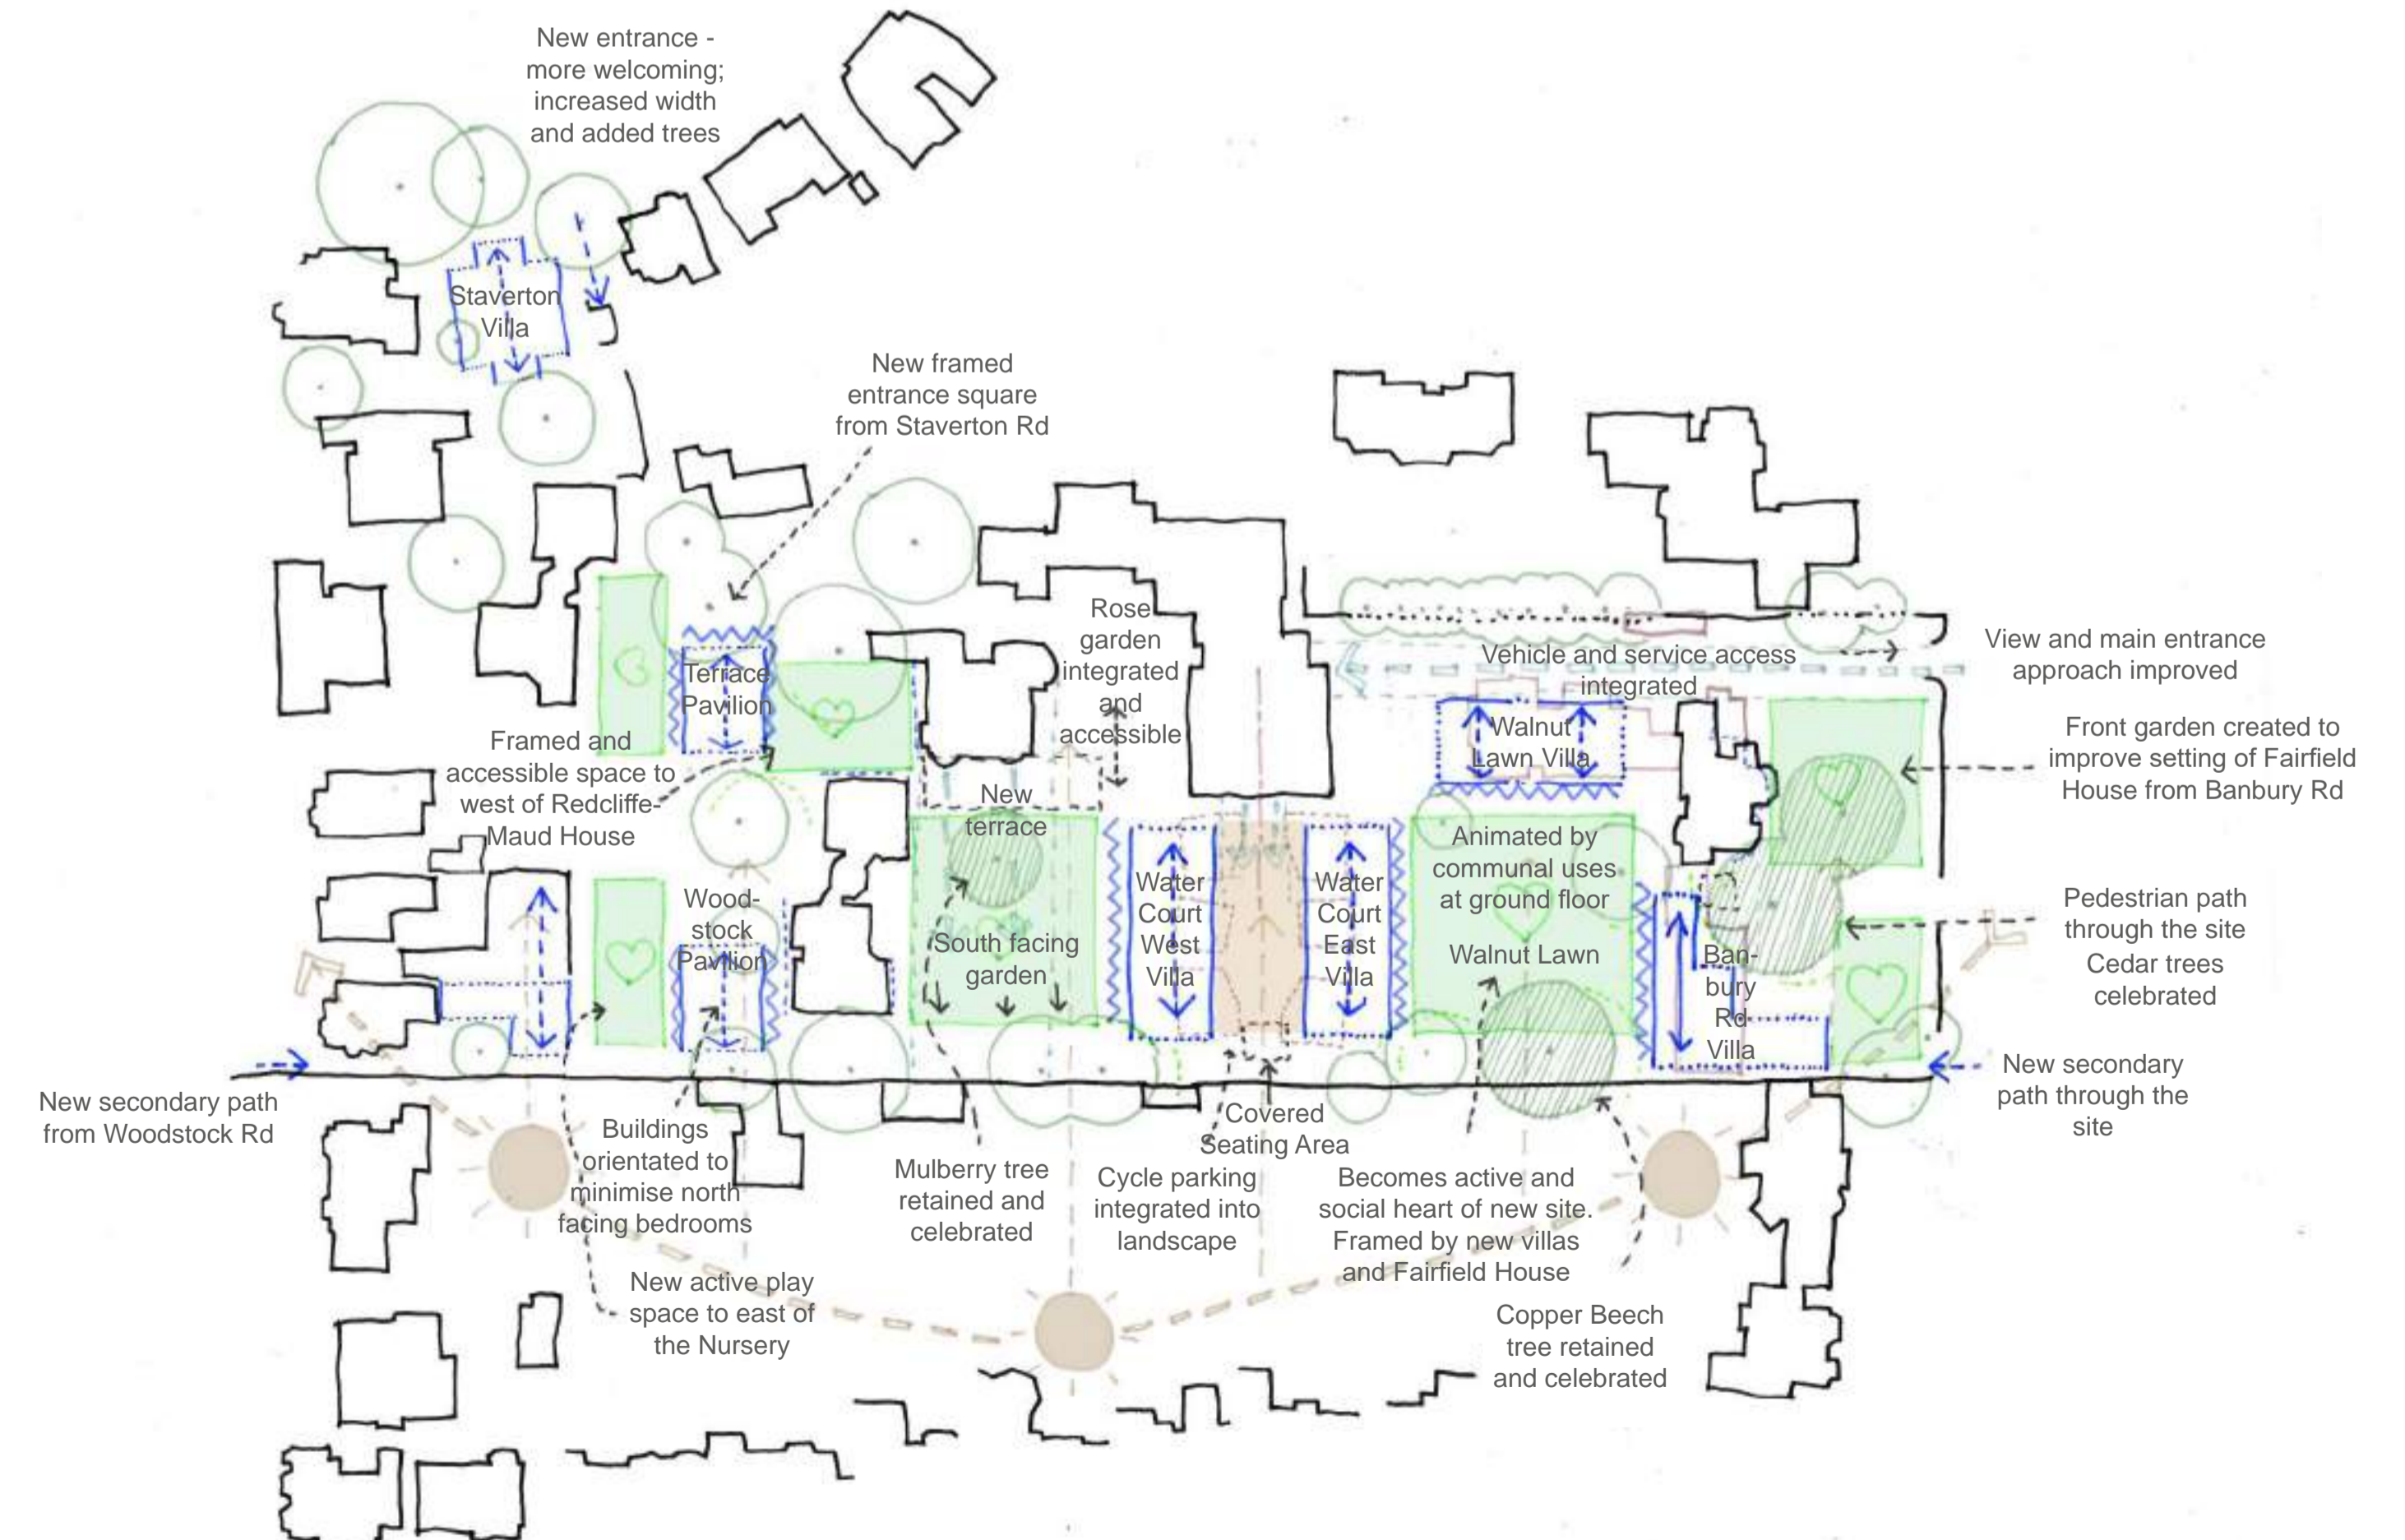 New entrance -
more welcoming;
increased width
and added trees
Staverton
Villa
New framed
entrance square
from Staverton Rd
Rose
garden
integrated
and
accessible
Vehicle and service access
integrated
View and main entrance
approach improved
Terrace
Pavilion
Walnut
Lawn Villa
Front garden created to
improve setting of Fairfield
House from Banbury Rd
Framed and
accessible space to
west of Redcliffe-
Maud House
New
terrace
Animated by
communal uses
at ground floor
Walnut Lawn
Water
Court
West
Villa
Water
Court
East
Villa
Wood-
stock
Pavilion
South facing
garden
Ban-
bury
Rd
Villa
Pedestrian path
through the site
Cedar trees
celebrated
New secondary
path through the
site
New secondary path
from Woodstock Rd
Buildings
orientated to
minimise north
facing bedrooms
Mulberry tree
retained and
celebrated
Covered
Seating Area
Cycle parking
integrated into
landscape
Becomes active and
social heart of new site.
Framed by new villas
and Fairfield House
New active play
space to east of
the Nursery
Copper Beech
tree retained
and celebrated